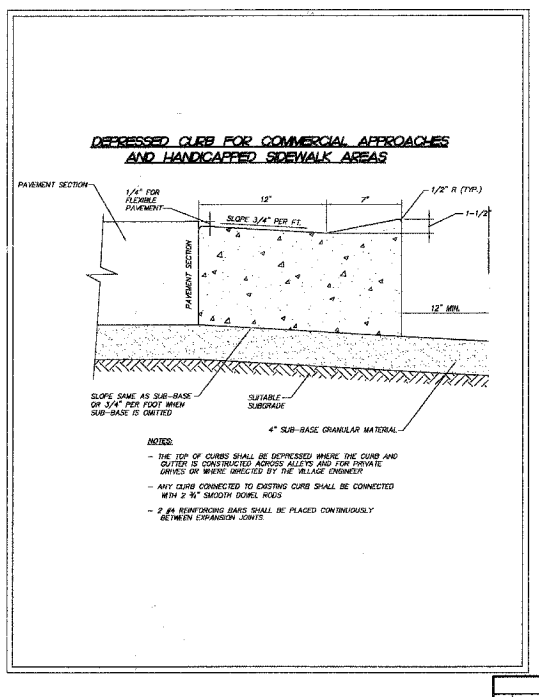 DEPRESSED CURB FOR COMMERCIAL APPROACHES
AND HANDICAPPED SIDEWALK AREAS
PAVEMENT SECTION
1/4" FOR
FLEXIBLE
PAVEMENT
12"
7"
1/2" R (TYP.)
SLOPE 3/4" PER FT.
1-1/2"
PAVEMENT SECTION
12" MIN.
SLOPE SAME AS SUB-BASE
OR 3/4" PER FOOT WHEN
SUB-BASE IS OMITTED
SUITABLE
SUBGRADE
4" SUB-BASE GRANULAR MATERIAL
NOTES:
- THE TOP OF CURBS SHALL BE DEPRESSED WHERE THE CURB AND
GUTTER IS CONSTRUCTED ACROSS ALLEYS AND FOR PRIVATE
DRIVES OR WHERE DIRECTED BY THE VILLAGE ENGINEER
- ANY CURB CONNECTED TO EXISTING CURB SHALL BE CONNECTED
WITH 2 3/4" SMOOTH DOWEL RODS
- 2 #4 REINFORCING BARS SHALL BE PLACED CONTINUOUSLY
BETWEEN EXPANSION JOINTS.